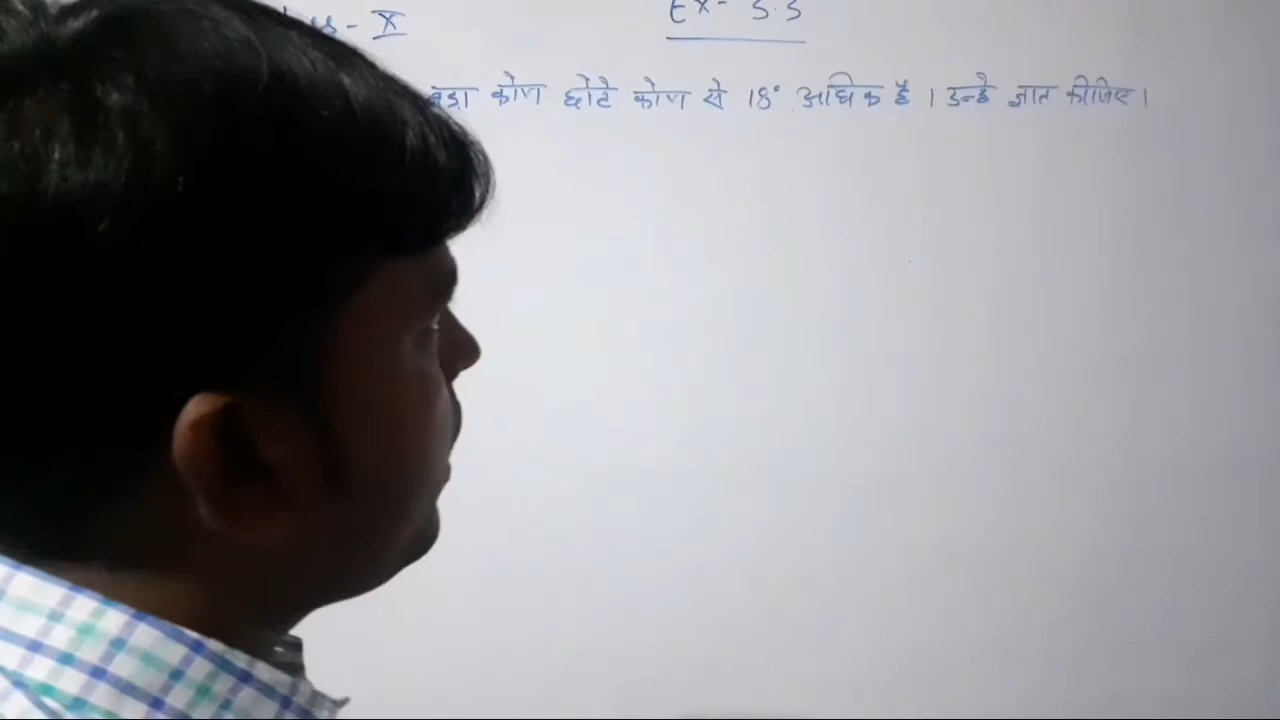 - X Ex- 3.3
बड़ा कोण छोटे कोण से 18° अधिक है । उन्हे ज्ञात कीजिए ।